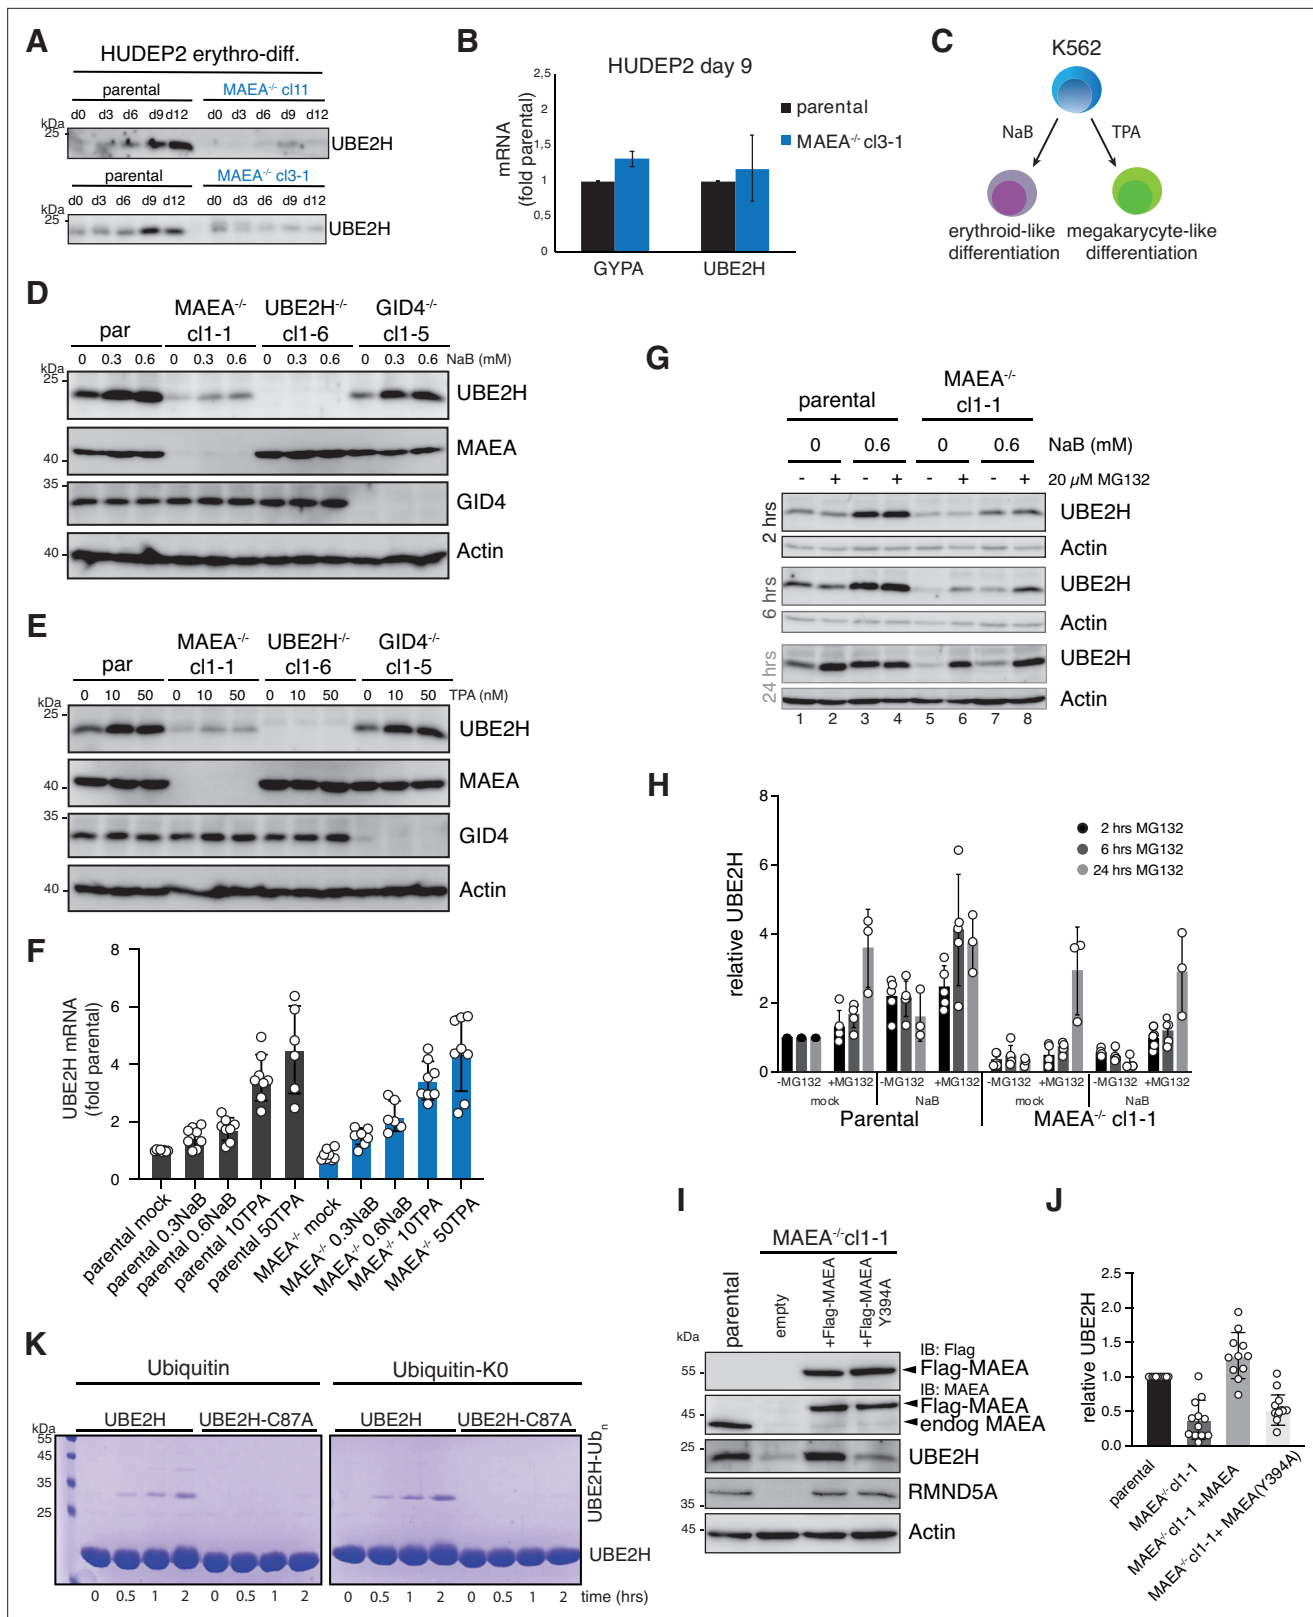 A
HUDEP2 erythro-diff.
parental MAEA-/- cl11
d0 d3 d6 d9 d12 d0 d3 d6 d9 d12
kDa
25
UBE2H
parental MAEA-/- cl3-1
d0 d3 d6 d9 d12 d0 d3 d6 d9 d12
kDa
25
UBE2H
B
HUDEP2 day 9
mRNA
(fold parental)
2,5
2
1,5
1
0,5
0
parental
MAEA-/- cl3-1
GYPA UBE2H
C
K562
NaB TPA
erythroid-like megakarycyte-like
differentiation differentiation
D
MAEA-/- UBE2H-/- GID4-/-
par cl1-1 cl1-6 cl1-5
0 0.3 0.6 0 0.3 0.6 0 0.3 0.6 0 0.3 0.6 NaB (mM)
kDa
25
UBE2H
MAEA
40
35
GID4
40
Actin
E
MAEA-/- UBE2H-/- GID4-/-
par cl1-1 cl1-6 cl1-5
0 10 50 0 10 50 0 10 50 0 10 50 TPA (nM)
kDa
25
UBE2H
MAEA
40
35
GID4
40
Actin
F
UBE2H mRNA
(fold parental)
8
6
4
2
0
parental mock
parental 0.3NaB
parental 0.6NaB
parental 10TPA
parental 50TPA
MAEA-/- mock
MAEA-/- 0.3NaB
MAEA-/- 0.6NaB
MAEA-/- 10TPA
MAEA-/- 50TPA
G
MAEA-/-
parental cl1-1
0 0.6 0 0.6 NaB (mM)
- + - + - + - + 20 µM MG132
2 hrs
UBE2H
Actin
6 hrs
UBE2H
Actin
24 hrs
UBE2H
Actin
1 2 3 4 5 6 7 8
H
relative UBE2H
8
6
4
2
0
2 hrs MG132
6 hrs MG132
24 hrs MG132
-MG132 +MG132 -MG132 +MG132 -MG132 +MG132 -MG132 +MG132
mock NaB mock NaB
Parental MAEA-/- cl1-1
I
MAEA-/-cl1-1
parental
empty
+Flag-MAEA
+Flag-MAEA
Y394A
kDa
IB: Flag
55
Flag-MAEA
IB: MAEA
Flag-MAEA
45
endog MAEA
25
UBE2H
RMND5A
35
45
Actin
J
relative UBE2H
2.5
2.0
1.5
1.0
0.5
0.0
parental
MAEA-/- cl1-1
MAEA-/- cl1-1 +MAEA
MAEA-/- cl1-1+ MAEA(Y394A)
K
Ubiquitin Ubiquitin-K0
UBE2H UBE2H-C87A UBE2H UBE2H-C87A
kDa
55
45
35
25
UBE2H-Ubn
UBE2H
0 0.5 1 2 0 0.5 1 2 0 0.5 1 2 0 0.5 1 2 time (hrs)